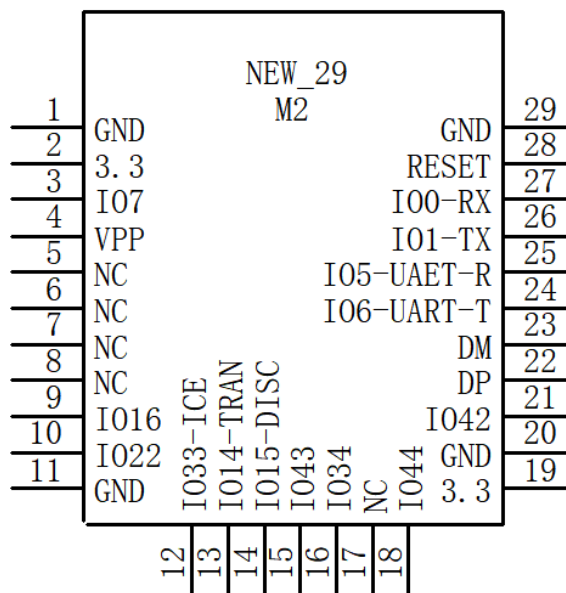 NEW_29
M2
1 GND
2 3.3
3 IO7
4 VPP
5 NC
6 NC
7 NC
8 NC
9 IO16
10 IO22
11 GND
12 IO33-ICE
13 IO14-TRAN
14 IO15-DISC
15 IO43
16 IO34
17 NC
18 IO44
29 GND
28 RESET
27 IO0-RX
26 IO1-TX
25 IO5-UAET-R
24 IO6-UART-T
23 DM
22 DP
21 IO42
20 GND
19 3.3